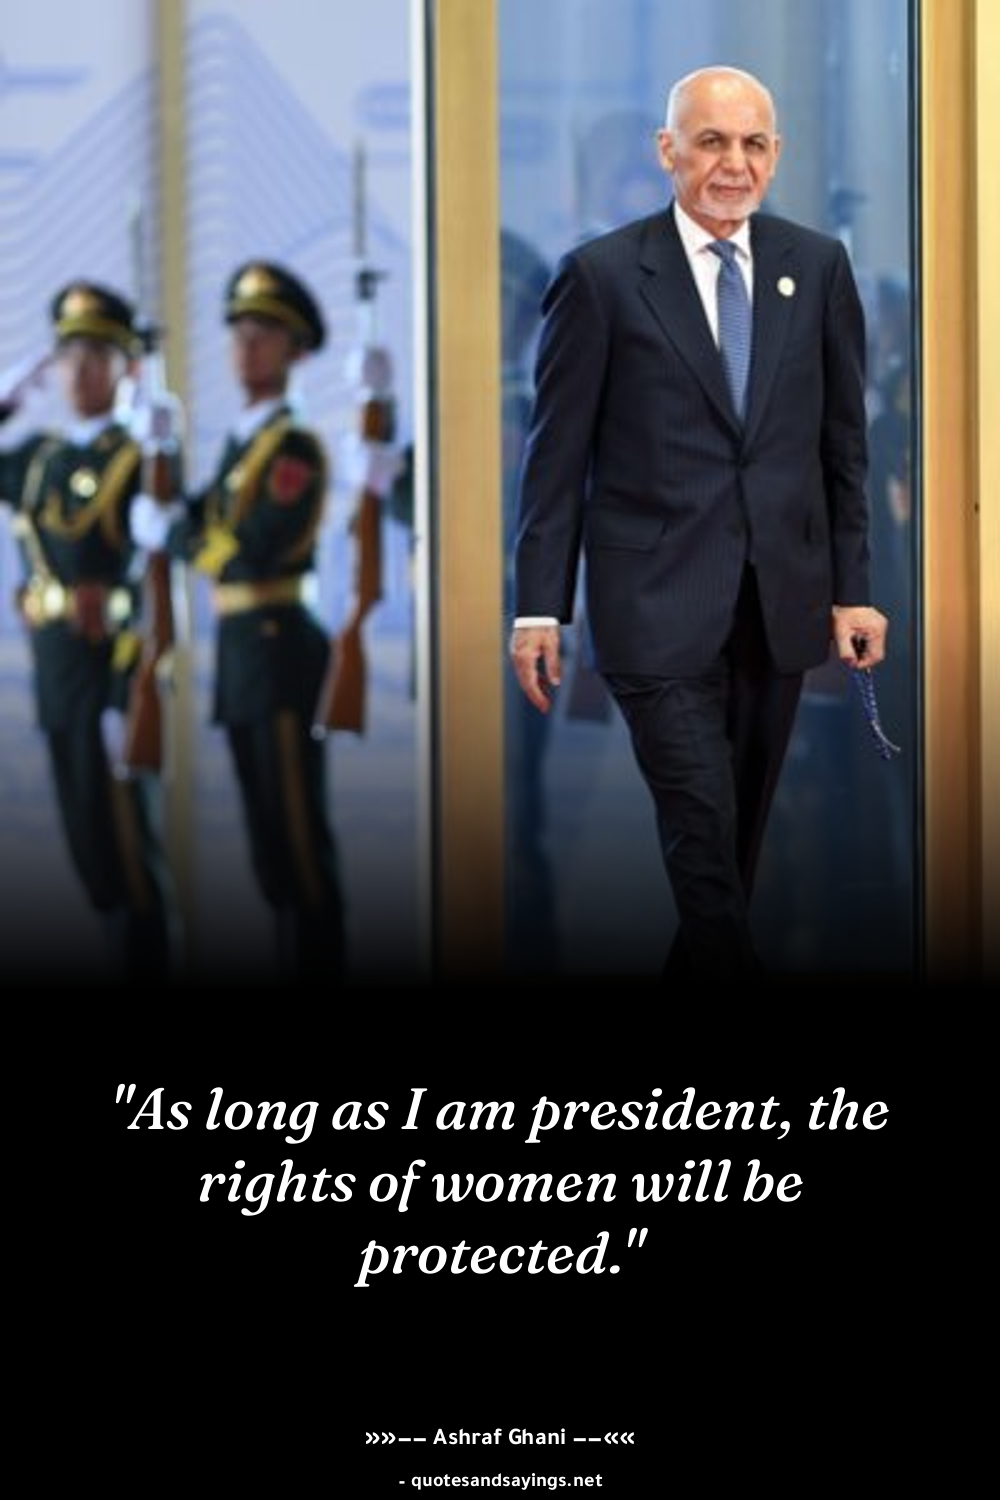 "As long as I am president, the
rights of women will be
protected."
»»–– Ashraf Ghani ––««
- quotesandsayings.net